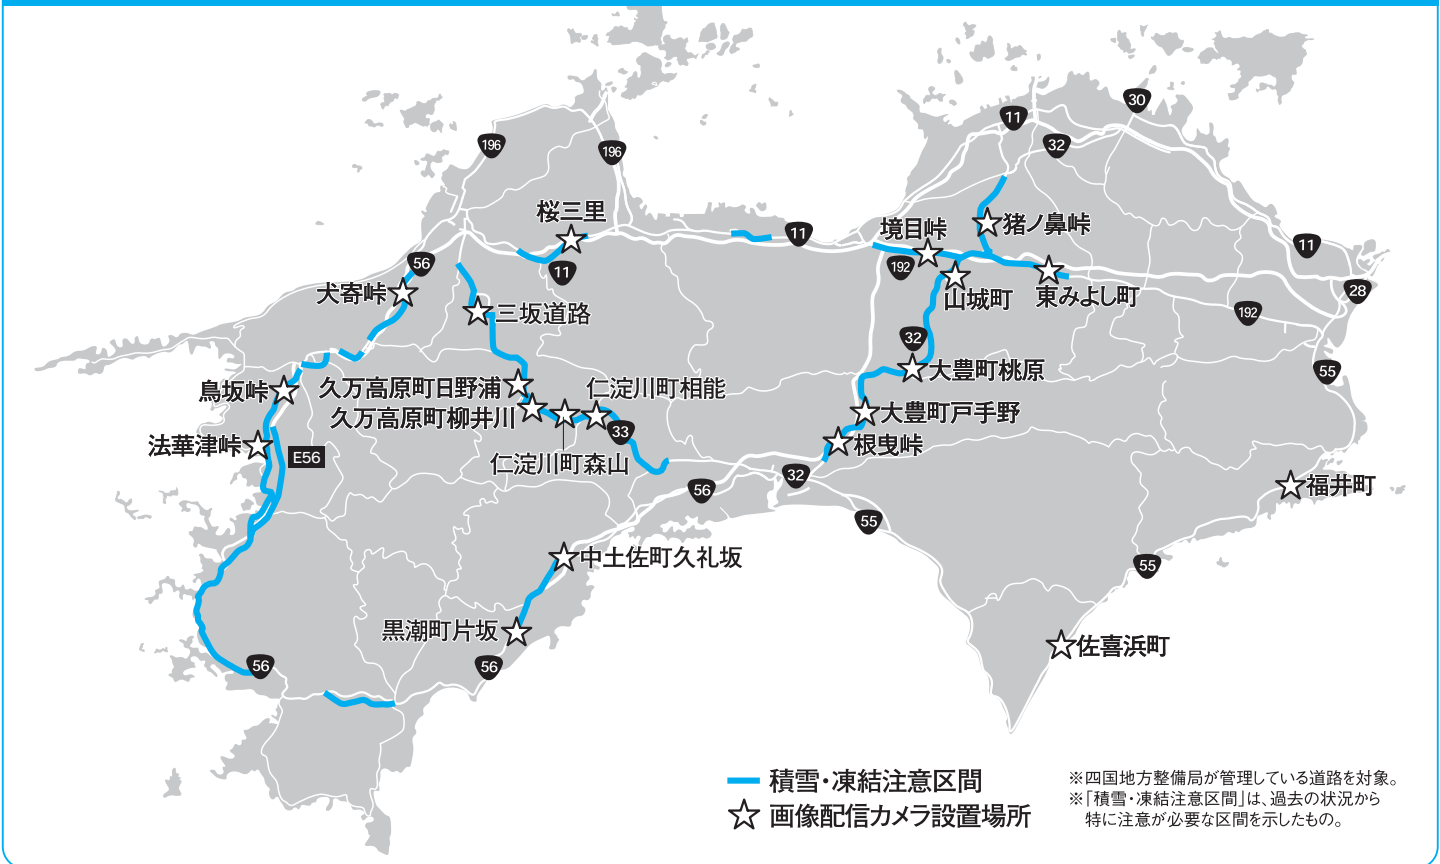 30
11
32
196
196
桜三里
猪ノ鼻峠
境目峠
11
11
56
11
192
犬寄峠
山城町
東みよし町
28
三坂道路
192
32
55
大豊町桃原
鳥坂峠
久万高原町日野浦
仁淀川町相能
久万高原町柳井川
大豊町戸手野
33
法華津峠
根曳峠
E56
仁淀川町森山
32
56
福井町
55
中土佐町久礼坂
55
黒潮町片坂
佐喜浜町
56
56
積雪・凍結注意区間
画像配信カメラ設置場所
※四国地方整備局が管理している道路を対象。
※「積雪・凍結注意区間」は、過去の状況から
特に注意が必要な区間を示したもの。